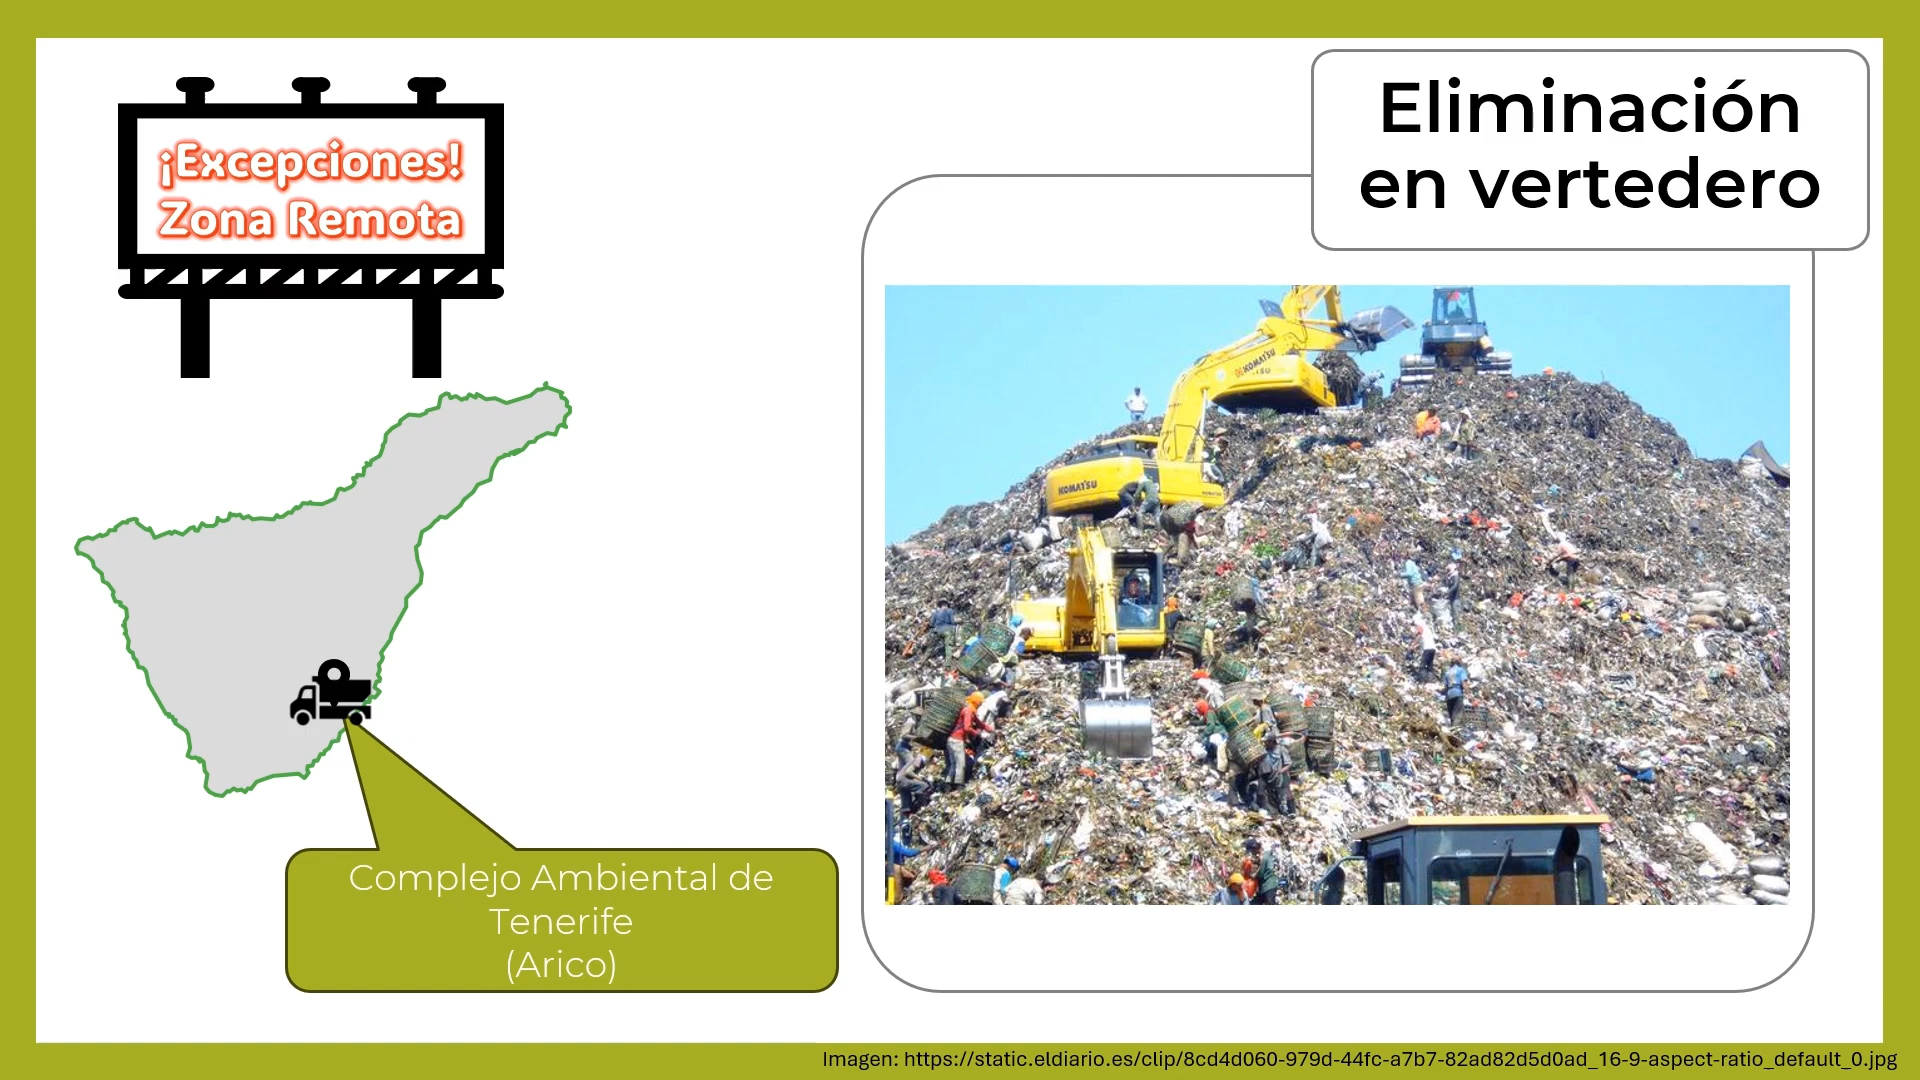 ¡Excepciones!
Zona Remota
Eliminación
en vertedero
KOMATSU
KOMATSU
Complejo Ambiental de
Tenerife
(Arico)
Imagen: https://static.eldiario.es/clip/8cd4d060-979d-44fc-a7b7-82ad82d5d0ad_16-9-aspect-ratio_default_0.jpg